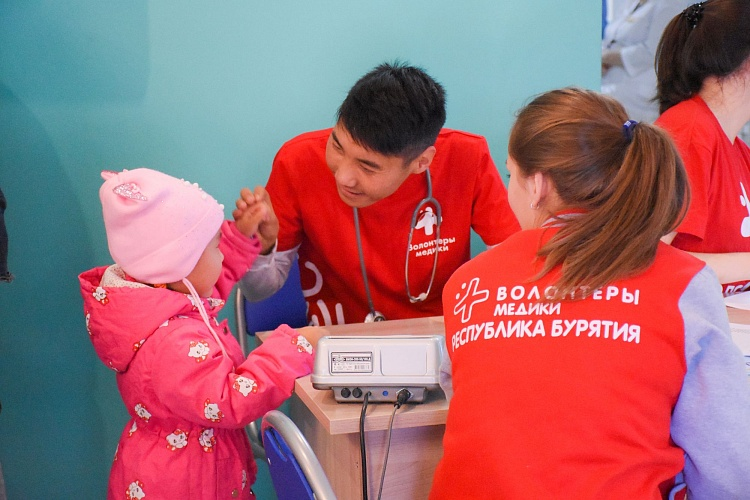 Волонтеры
медики
ВОЛОНТЕРЫ
МЕДИКИ
РЕСПУБЛИКА БУРЯТИЯ